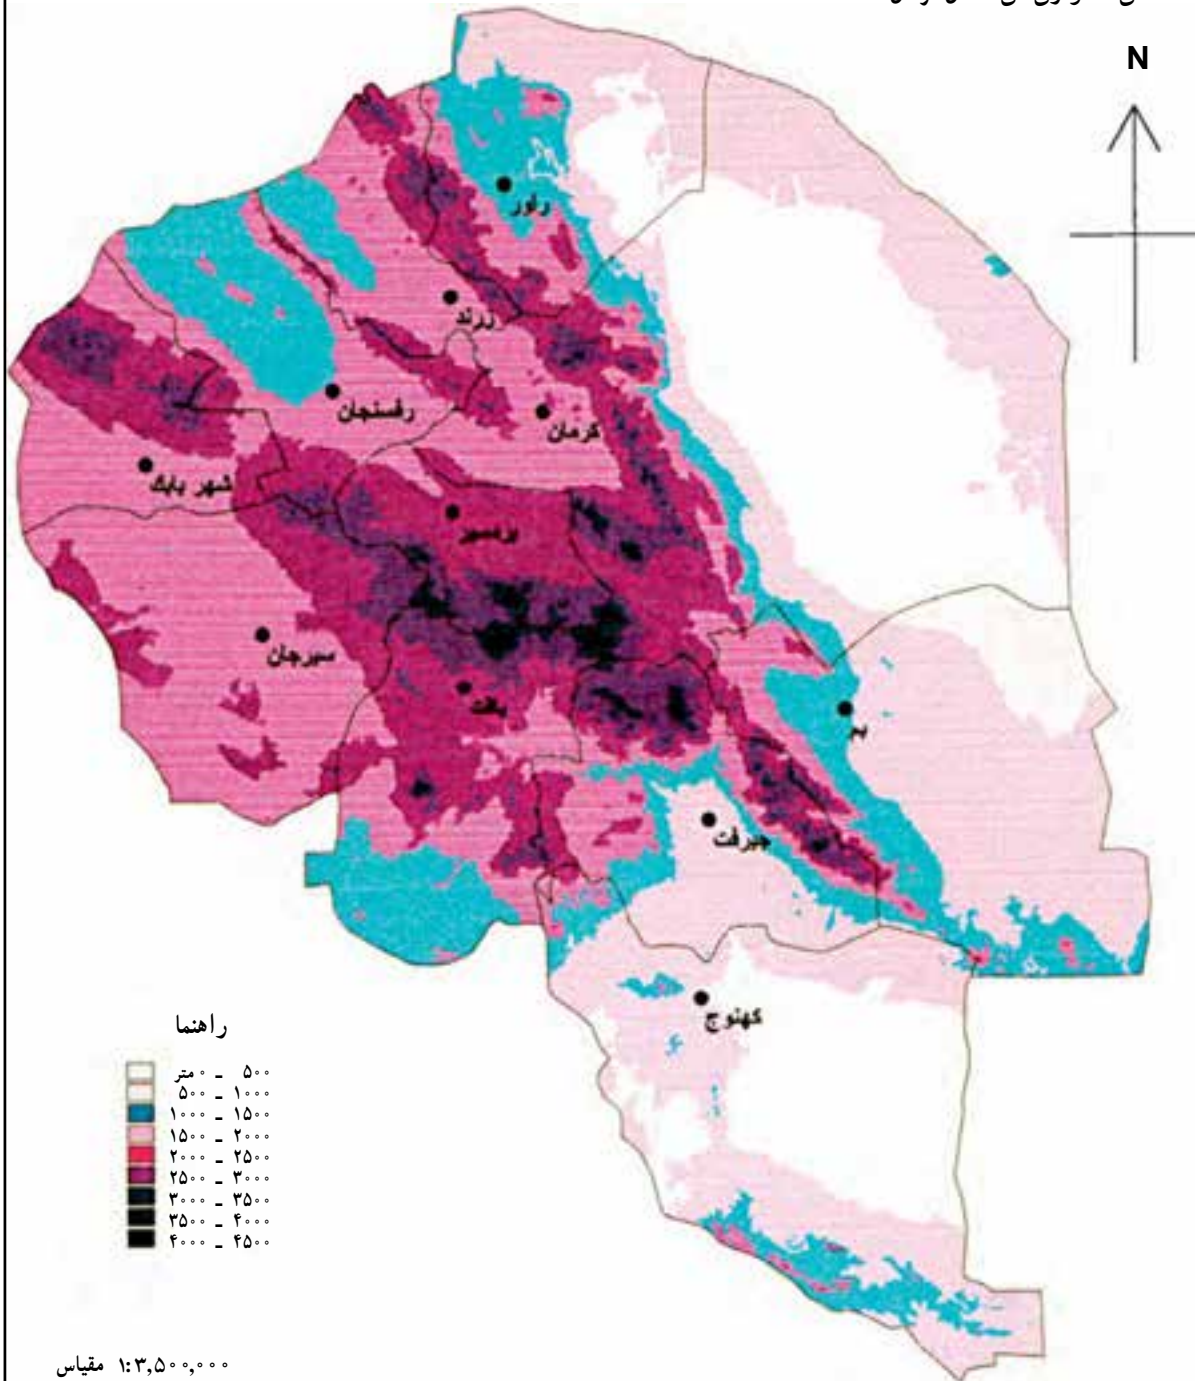 N
راور
زرند
رفسنجان
کرمان
شهر بابک
بردسیر
سیرجان
بافت
بم
جیرفت
کهنوج
راهنما
۵۰۰ ـ ۰ متر
۱۰۰۰ ـ ۵۰۰
۱۵۰۰ ـ ۱۰۰۰
۲۰۰۰ ـ ۱۵۰۰
۲۵۰۰ ـ ۲۰۰۰
۳۰۰۰ ـ ۲۵۰۰
۳۵۰۰ ـ ۳۰۰۰
۴۰۰۰ ـ ۳۵۰۰
۴۵۰۰ ـ ۴۰۰۰
۱:۳,۵۰۰,۰۰۰ مقیاس